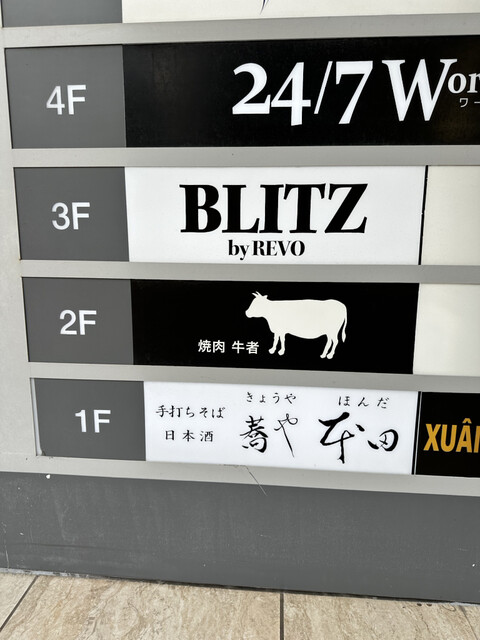 4F
24/7 Wor
ワー
3F
BLITZ
by REVO
2F
焼肉 牛者
1F
手打ちそば
日本酒
きょうや ほんだ
蕎や 本田
XUÂN